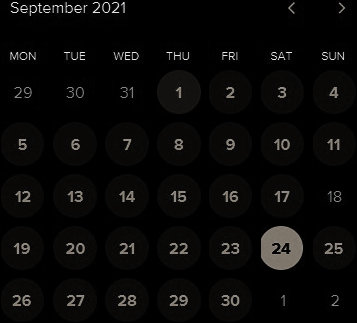 September 2021
MON TUE WED THU FRI SAT SUN
29 30 31 1 2 3 4
5 6 7 8 9 10 11
12 13 14 15 16 17 18
19 20 21 22 23 24 25
26 27 28 29 30 1 2